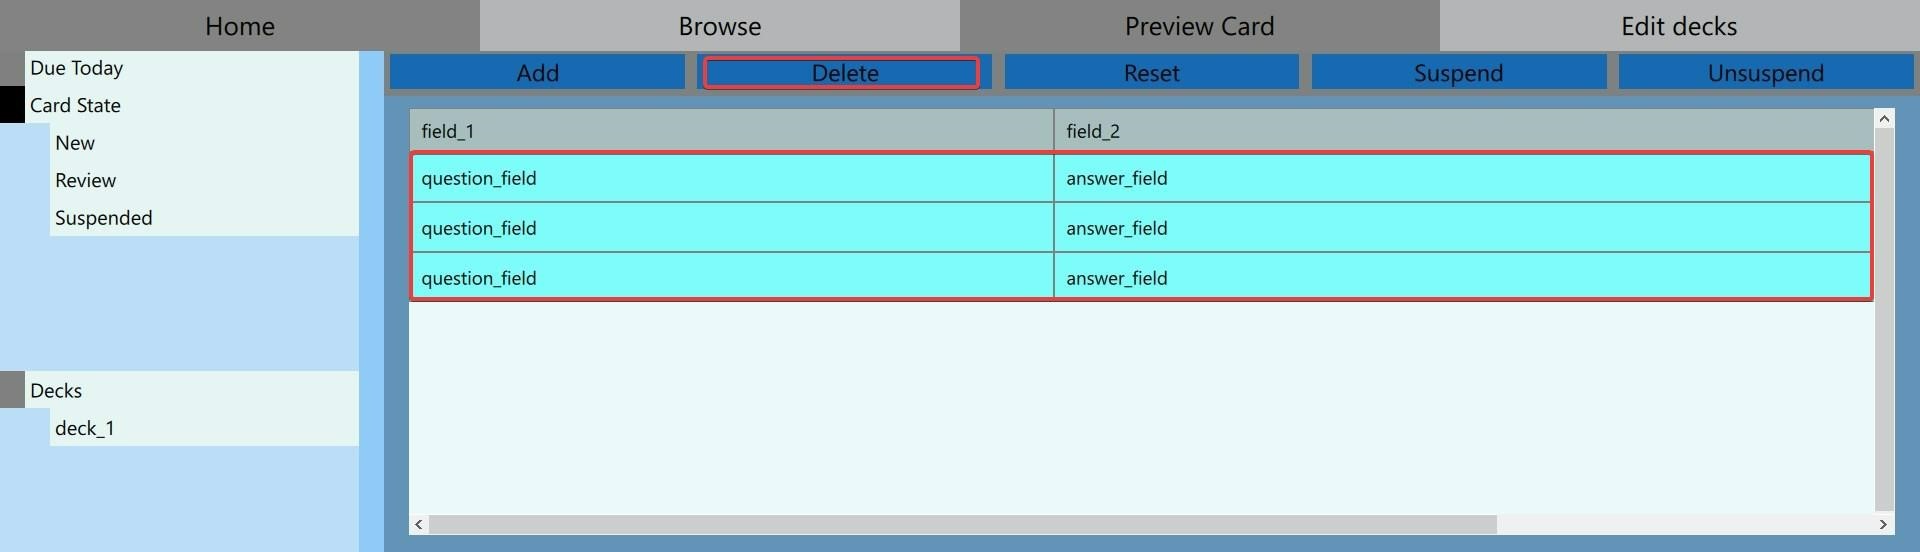 Home Browse Preview Card Edit decks
Add Delete Reset Suspend Unsuspend
Due Today
Card State
New
Review
Suspended
Decks
deck_1
field_1 field_2
question_field answer_field
question_field answer_field
question_field answer_field